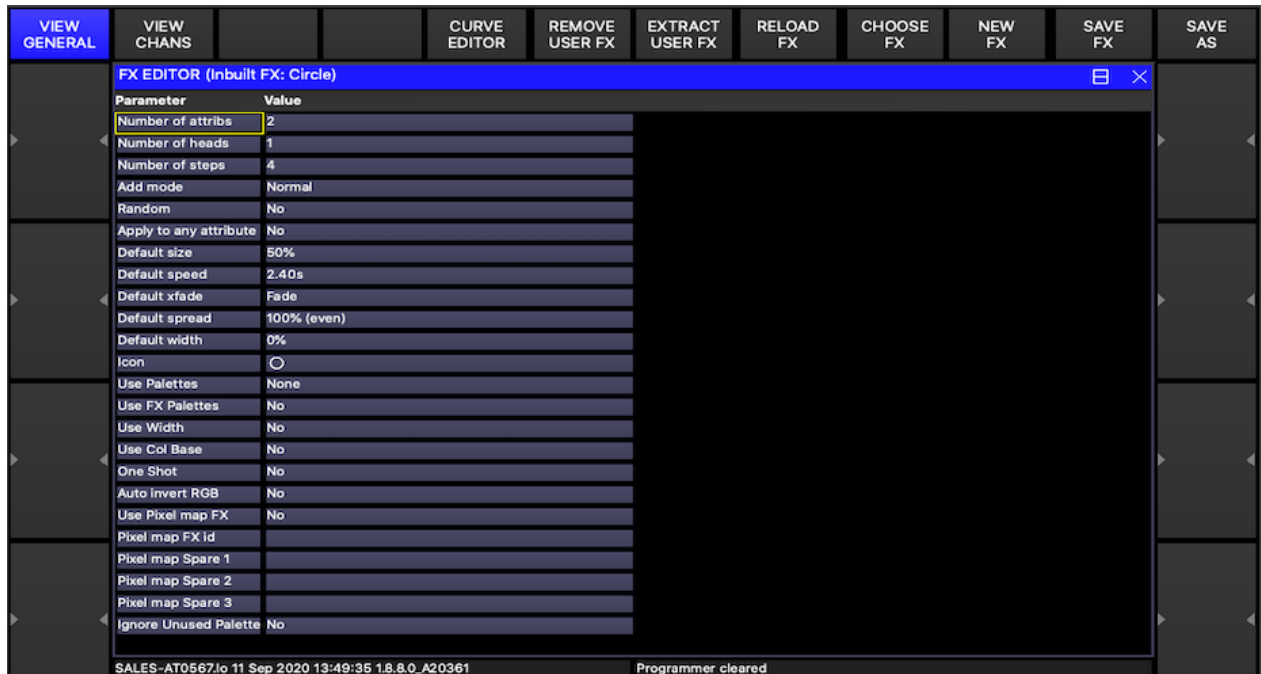 VIEW GENERAL
VIEW CHANS
CURVE EDITOR
REMOVE USER FX
EXTRACT USER FX
RELOAD FX
CHOOSE FX
NEW FX
SAVE FX
SAVE AS
FX EDITOR (Inbuilt FX: Circle)
Parameter Value
Number of attribs 2
Number of heads 1
Number of steps 4
Add mode Normal
Random No
Apply to any attribute No
Default size 50%
Default speed 2.40s
Default xfade Fade
Default spread 100% (even)
Default width 0%
Icon
Use Palettes None
Use FX Palettes No
Use Width No
Use Col Base No
One Shot No
Auto invert RGB No
Use Pixel map FX No
Pixel map FX id
Pixel map Spare 1
Pixel map Spare 2
Pixel map Spare 3
Ignore Unused Palette No
SALES-AT0567.lo 11 Sep 2020 13:49:35 1.8.8.0_A20361 Programmer cleared